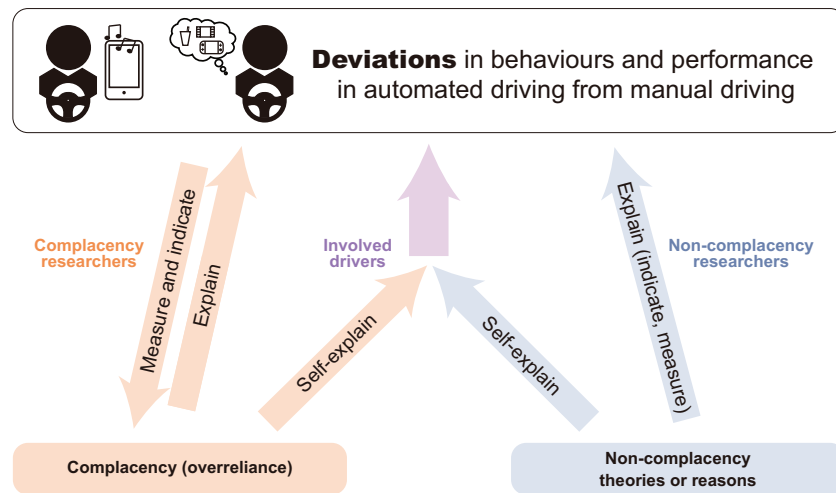 Deviations in behaviours and performance
in automated driving from manual driving
Measure and indicate
Explain
Complacency
researchers
Involved
drivers
Self-explain
Self-explain
Explain (indicate, measure)
Non-complacency
researchers
Complacency (overreliance)
Non-complacency
theories or reasons